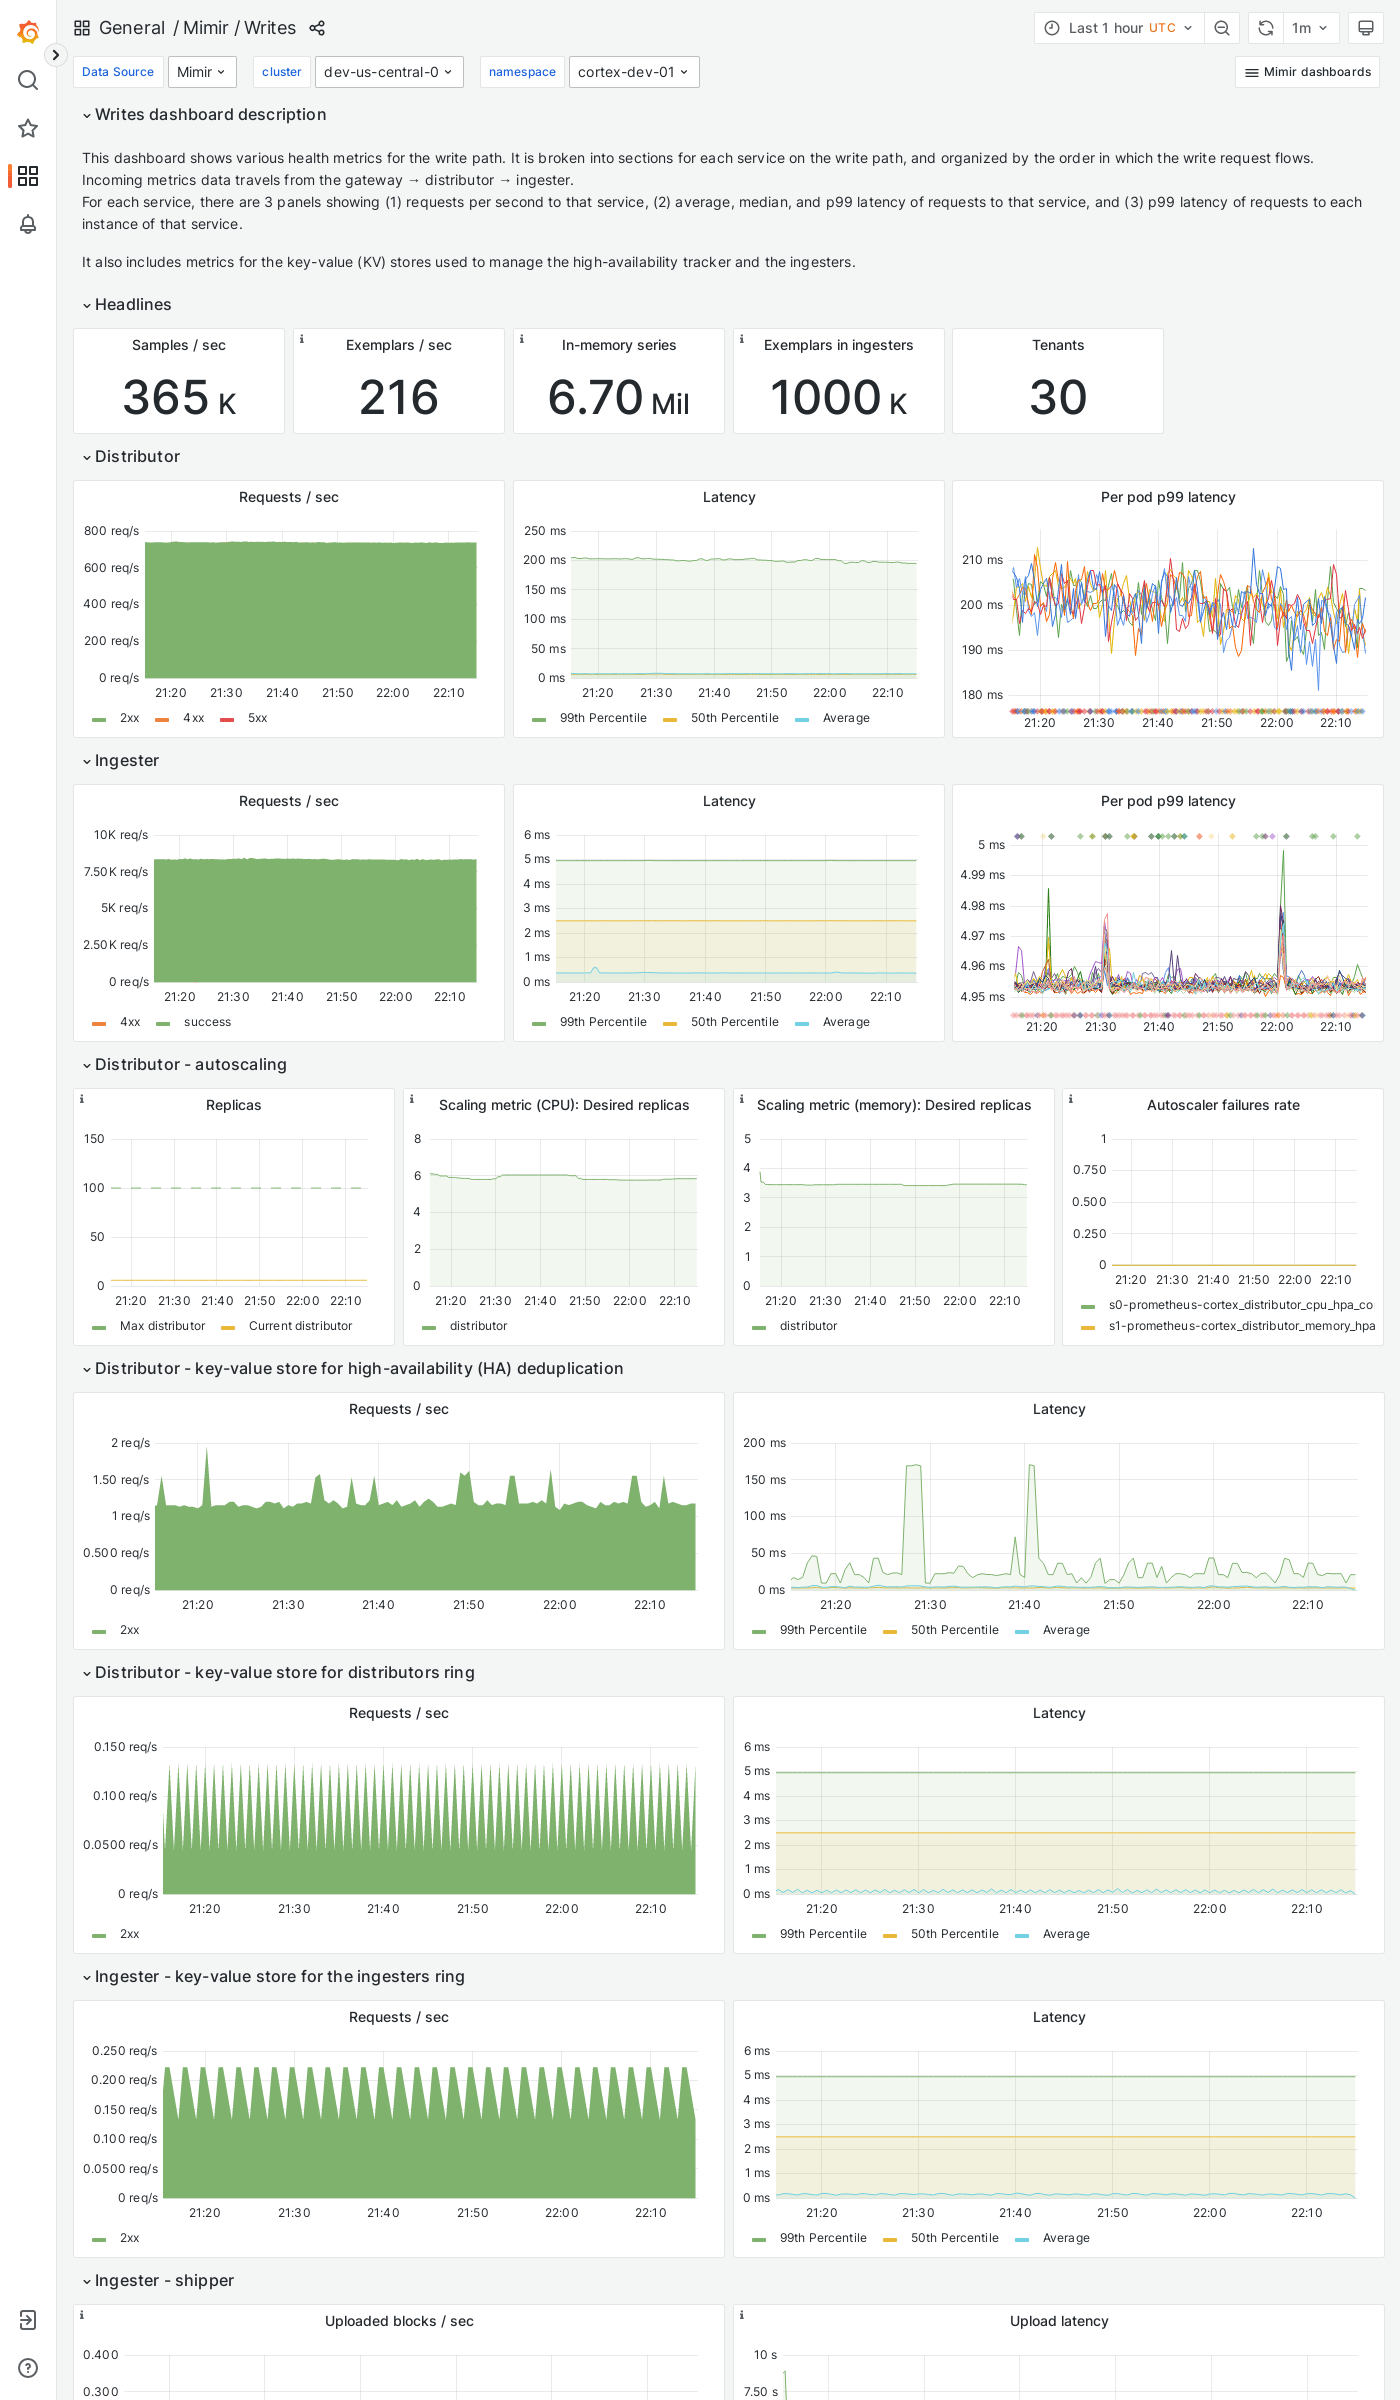 General / Mimir / Writes
Last 1 hour UTC
1m
Data Source Mimir cluster dev-us-central-0 namespace cortex-dev-01 Mimir dashboards
Writes dashboard description
This dashboard shows various health metrics for the write path. It is broken into sections for each service on the write path, and organized by the order in which the write request flows.
Incoming metrics data travels from the gateway → distributor → ingester.
For each service, there are 3 panels showing (1) requests per second to that service, (2) average, median, and p99 latency of requests to that service, and (3) p99 latency of requests to each
instance of that service.
It also includes metrics for the key-value (KV) stores used to manage the high-availability tracker and the ingesters.
Headlines
Samples / sec
365 K
Exemplars / sec
216
In-memory series
6.70 Mil
Exemplars in ingesters
1000 K
Tenants
30
Distributor
Requests / sec
800 req/s
600 req/s
400 req/s
200 req/s
0 req/s
21:20 21:30 21:40 21:50 22:00 22:10
2xx 4xx 5xx
Latency
250 ms
200 ms
150 ms
100 ms
50 ms
0 ms
21:20 21:30 21:40 21:50 22:00 22:10
99th Percentile 50th Percentile Average
Per pod p99 latency
210 ms
200 ms
190 ms
180 ms
21:20 21:30 21:40 21:50 22:00 22:10
Ingester
Requests / sec
10K req/s
7.50K req/s
5K req/s
2.50K req/s
0 req/s
21:20 21:30 21:40 21:50 22:00 22:10
4xx success
Latency
6 ms
5 ms
4 ms
3 ms
2 ms
1 ms
0 ms
21:20 21:30 21:40 21:50 22:00 22:10
99th Percentile 50th Percentile Average
Per pod p99 latency
5 ms
4.99 ms
4.98 ms
4.97 ms
4.96 ms
4.95 ms
21:20 21:30 21:40 21:50 22:00 22:10
Distributor - autoscaling
Replicas
150
100
50
0
21:20 21:30 21:40 21:50 22:00 22:10
Max distributor Current distributor
Scaling metric (CPU): Desired replicas
8
6
4
2
0
21:20 21:30 21:40 21:50 22:00 22:10
distributor
Scaling metric (memory): Desired replicas
5
4
3
2
1
0
21:20 21:30 21:40 21:50 22:00 22:10
distributor
Autoscaler failures rate
1
0.750
0.500
0.250
0
21:20 21:30 21:40 21:50 22:00 22:10
s0-prometheus-cortex_distributor_cpu_hpa_co
s1-prometheus-cortex_distributor_memory_hpa
Distributor - key-value store for high-availability (HA) deduplication
Requests / sec
2 req/s
1.50 req/s
1 req/s
0.500 req/s
0 req/s
21:20 21:30 21:40 21:50 22:00 22:10
2xx
Latency
200 ms
150 ms
100 ms
50 ms
0 ms
21:20 21:30 21:40 21:50 22:00 22:10
99th Percentile 50th Percentile Average
Distributor - key-value store for distributors ring
Requests / sec
0.150 req/s
0.100 req/s
0.0500 req/s
0 req/s
21:20 21:30 21:40 21:50 22:00 22:10
2xx
Latency
6 ms
5 ms
4 ms
3 ms
2 ms
1 ms
0 ms
21:20 21:30 21:40 21:50 22:00 22:10
99th Percentile 50th Percentile Average
Ingester - key-value store for the ingesters ring
Requests / sec
0.250 req/s
0.200 req/s
0.150 req/s
0.100 req/s
0.0500 req/s
0 req/s
21:20 21:30 21:40 21:50 22:00 22:10
2xx
Latency
6 ms
5 ms
4 ms
3 ms
2 ms
1 ms
0 ms
21:20 21:30 21:40 21:50 22:00 22:10
99th Percentile 50th Percentile Average
Ingester - shipper
Uploaded blocks / sec
0.400
0.300
Upload latency
10 s
7.50 s